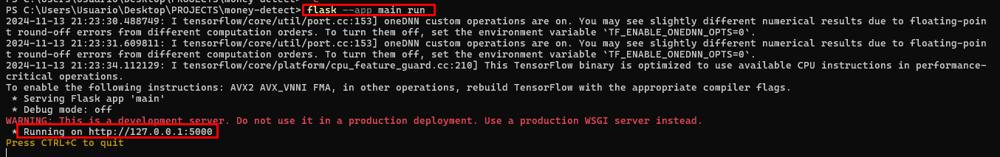 PS C:\Users\Usuario\Desktop\PROJECTS\money-detect> flask --app main run
2024-11-13 21:23:30.488749: I tensorflow/core/util/port.cc:153] oneDNN custom operations are on. You may see slightly different numerical results due to floating-poin
t round-off errors from different computation orders. To turn them off, set the environment variable `TF_ENABLE_ONEDNN_OPTS=0`.
2024-11-13 21:23:31.609811: I tensorflow/core/util/port.cc:153] oneDNN custom operations are on. You may see slightly different numerical results due to floating-poin
t round-off errors from different computation orders. To turn them off, set the environment variable `TF_ENABLE_ONEDNN_OPTS=0`.
2024-11-13 21:23:34.112129: I tensorflow/core/platform/cpu_feature_guard.cc:210] This TensorFlow binary is optimized to use available CPU instructions in performance-
critical operations.
To enable the following instructions: AVX2 AVX_VNNI FMA, in other operations, rebuild TensorFlow with the appropriate compiler flags.
 * Serving Flask app 'main'
 * Debug mode: off
WARNING: This is a development server. Do not use it in a production deployment. Use a production WSGI server instead.
 * Running on http://127.0.0.1:5000
Press CTRL+C to quit